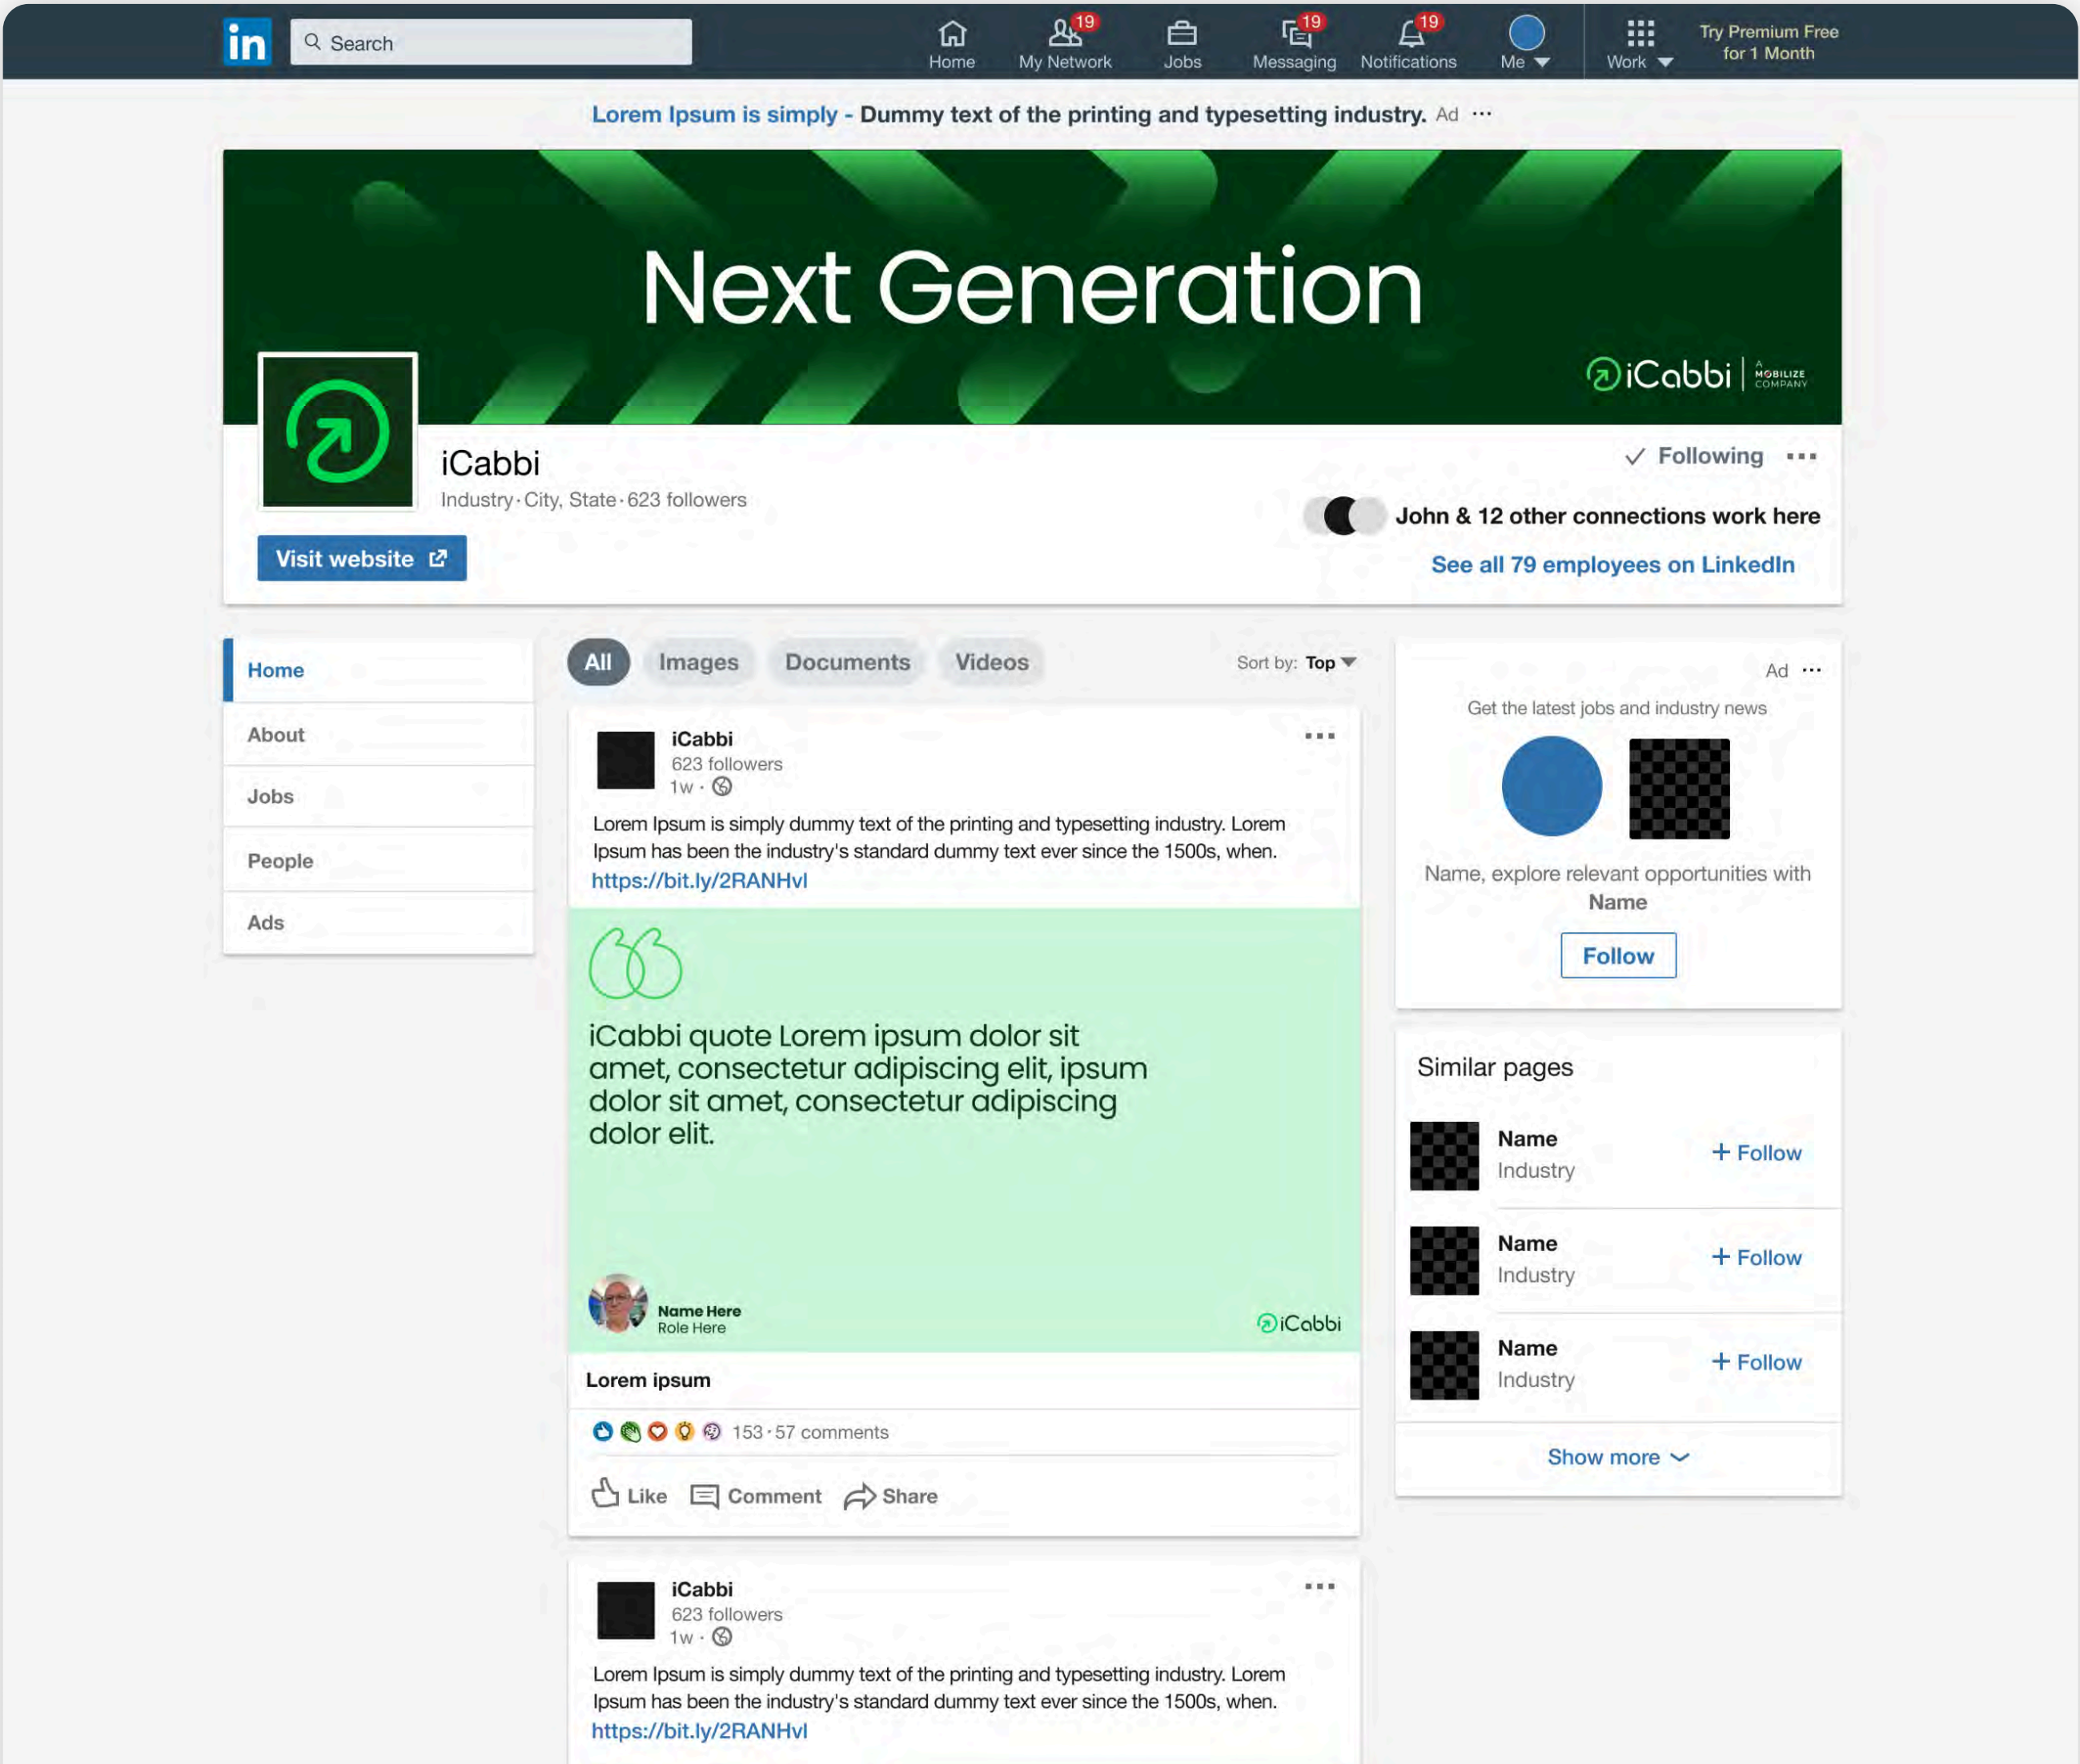 in
Search
Home
My Network
19
Jobs
Messaging
19
Notifications
19
Me
Work
Try Premium Free
for 1 Month
Lorem Ipsum is simply - Dummy text of the printing and typesetting industry. Ad ...
Next Generation
iCabbi
A
MOBILIZE
COMPANY
iCabbi
Industry · City, State · 623 followers
Visit website
Following
John & 12 other connections work here
See all 79 employees on LinkedIn
Home
About
Jobs
People
Ads
All
Images
Documents
Videos
Sort by: Top
iCabbi
623 followers
1w ·
Lorem Ipsum is simply dummy text of the printing and typesetting industry. Lorem
Ipsum has been the industry's standard dummy text ever since the 1500s, when.
https://bit.ly/2RANHvl
iCabbi quote Lorem ipsum dolor sit
amet, consectetur adipiscing elit, ipsum
dolor sit amet, consectetur adipiscing
dolor elit.
Name Here
Role Here
iCabbi
Lorem ipsum
153 · 57 comments
Like
Comment
Share
iCabbi
623 followers
1w ·
Lorem Ipsum is simply dummy text of the printing and typesetting industry. Lorem
Ipsum has been the industry's standard dummy text ever since the 1500s, when.
https://bit.ly/2RANHvl
Ad ...
Get the latest jobs and industry news
Name, explore relevant opportunities with
Name
Follow
Similar pages
Name
Industry
+ Follow
Name
Industry
+ Follow
Name
Industry
+ Follow
Show more